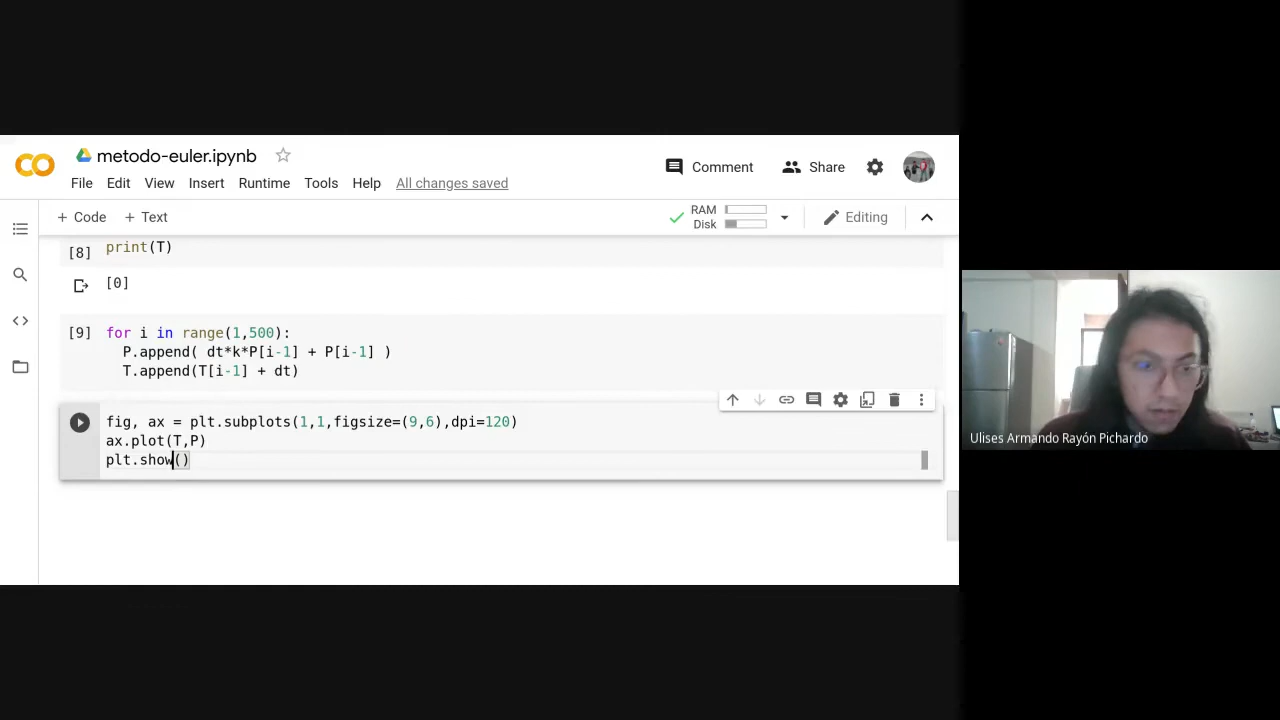 metodo-euler.ipynb
Comment
Share
File Edit View Insert Runtime Tools Help All changes saved
+ Code + Text
RAM
Disk
Editing
[8] print(T)
[0]
[9] for i in range(1,500):
P.append( dt*k*P[i-1] + P[i-1] )
T.append(T[i-1] + dt)
fig, ax = plt.subplots(1,1,figsize=(9,6),dpi=120)
ax.plot(T,P)
plt.show()
Ulises Armando Rayón Pichardo